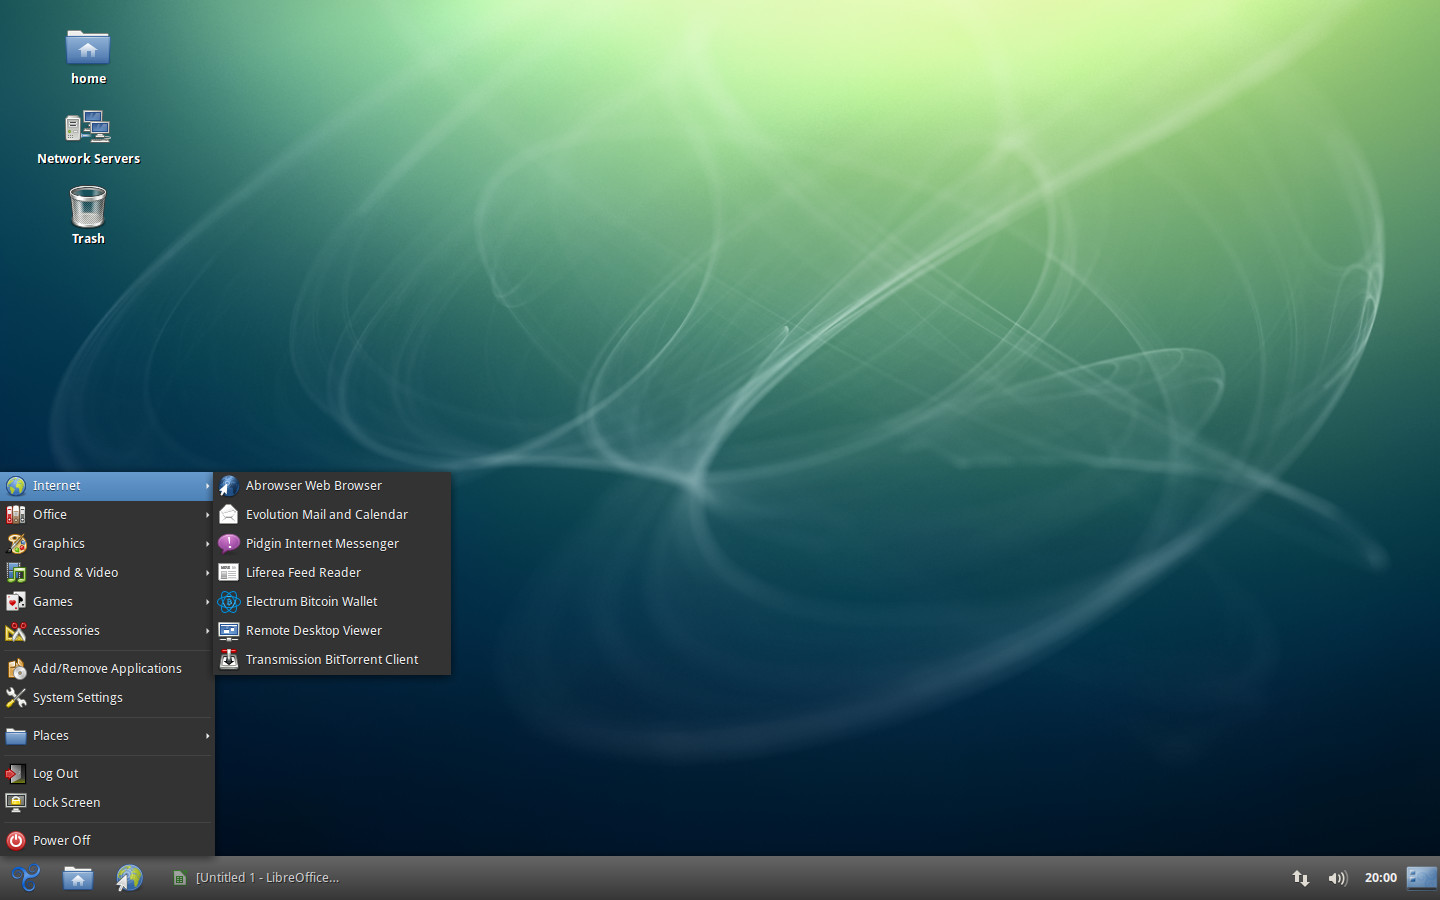 home
Network Servers
Trash
Internet
Office
Graphics
Sound & Video
Games
Accessories
Add/Remove Applications
System Settings
Places
Log Out
Lock Screen
Power Off
Abrowser Web Browser
Evolution Mail and Calendar
Pidgin Internet Messenger
Liferea Feed Reader
Electrum Bitcoin Wallet
Remote Desktop Viewer
Transmission BitTorrent Client
[Untitled 1 - LibreOffice...
20:00